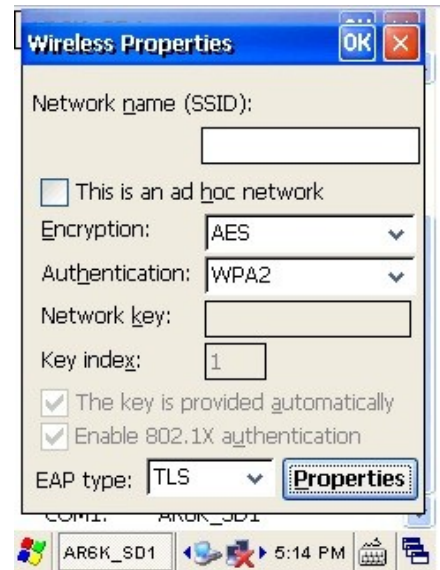 Wireless Properties OK
Network name (SSID):
This is an ad hoc network
Encryption: AES
Authentication: WPA2
Network key:
Key index: 1
The key is provided automatically
Enable 802.1X authentication
EAP type: TLS Properties
COM1: AR6K_SD1
AR6K_SD1 5:14 PM